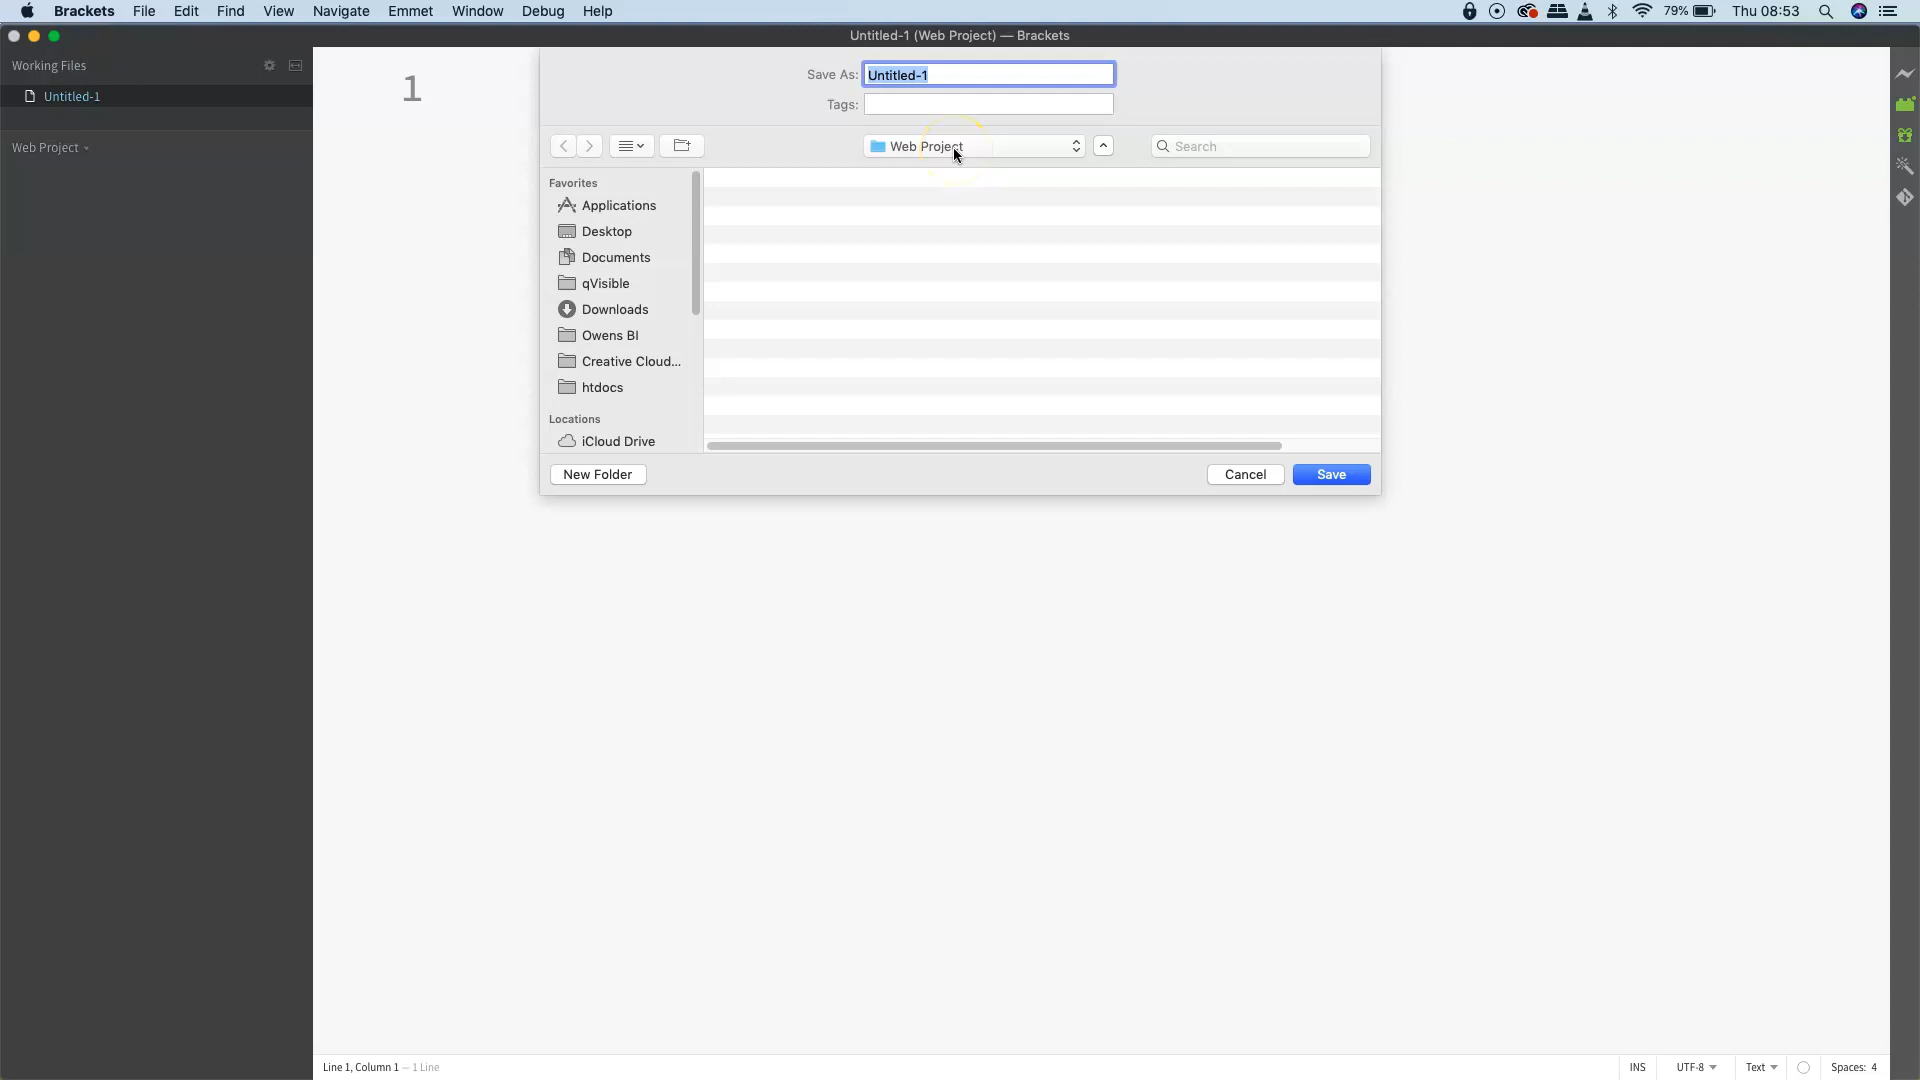 Brackets File Edit Find View Navigate Emmet Window Debug Help 79% Thu 08:53
Untitled-1 (Web Project) — Brackets
Working Files
Untitled-1
Web Project
1
Save As: Untitled-1
Tags:
Web Project
Search
Favorites
Applications
Desktop
Documents
qVisible
Downloads
Owens BI
Creative Cloud...
htdocs
Locations
iCloud Drive
New Folder Cancel Save
Line 1, Column 1 — 1 Line INS UTF-8 Text Spaces: 4